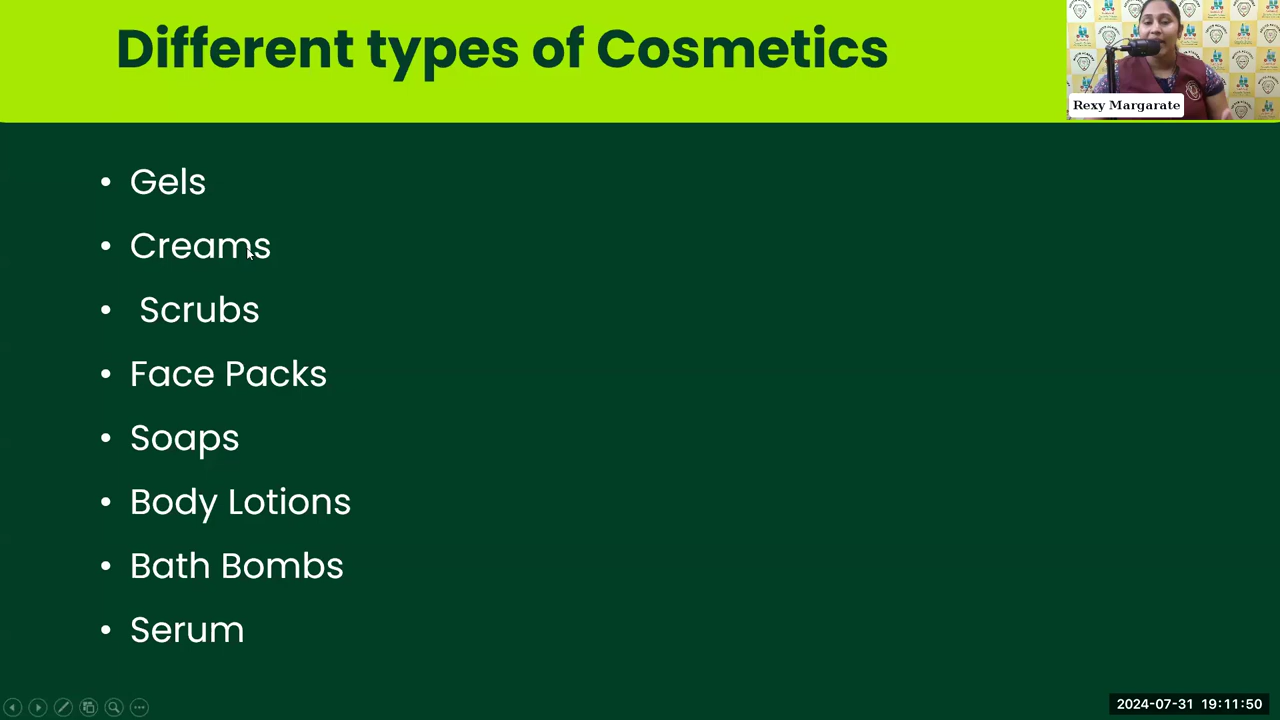 Different types of Cosmetics
Rexy Margarate
• Gels
• Creams
• Scrubs
• Face Packs
• Soaps
• Body Lotions
• Bath Bombs
• Serum
2024-07-31 19:11:50